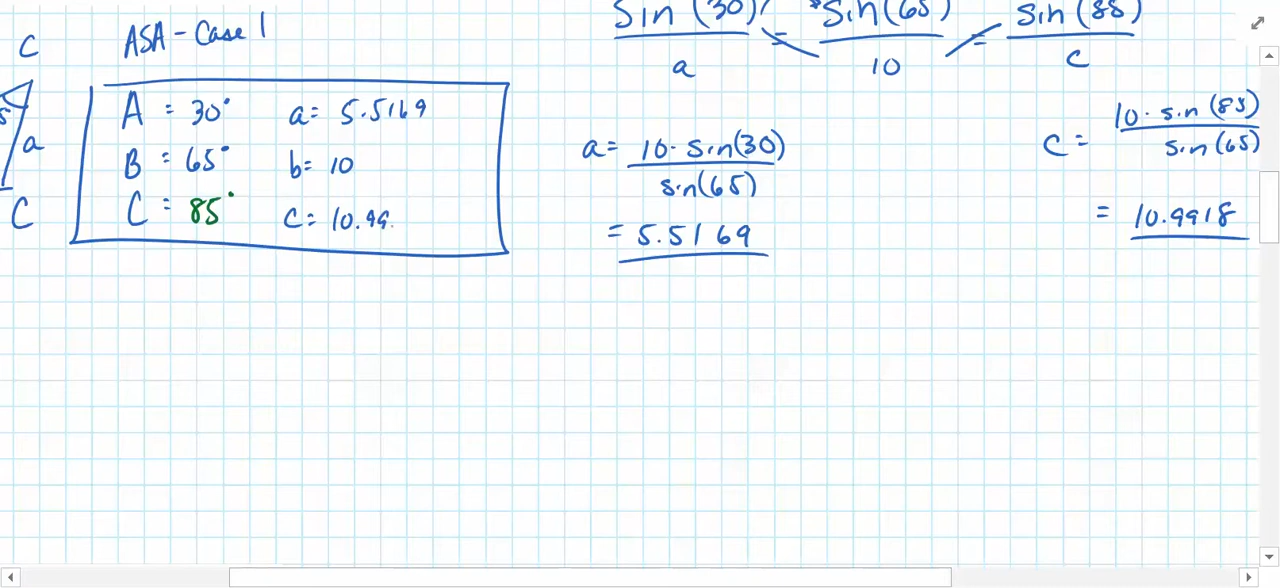 ASA - Case 1
C
A = 30° a = 5.5169
B = 65° b = 10
C = 85° c = 10.99.
a
C
sin (30) / a = sin(65) / 10 = sin (88) / c
a = 10 · sin(30) / sin(65)
= 5.5169
c = 10 · sin (85) / sin (65)
= 10.9918